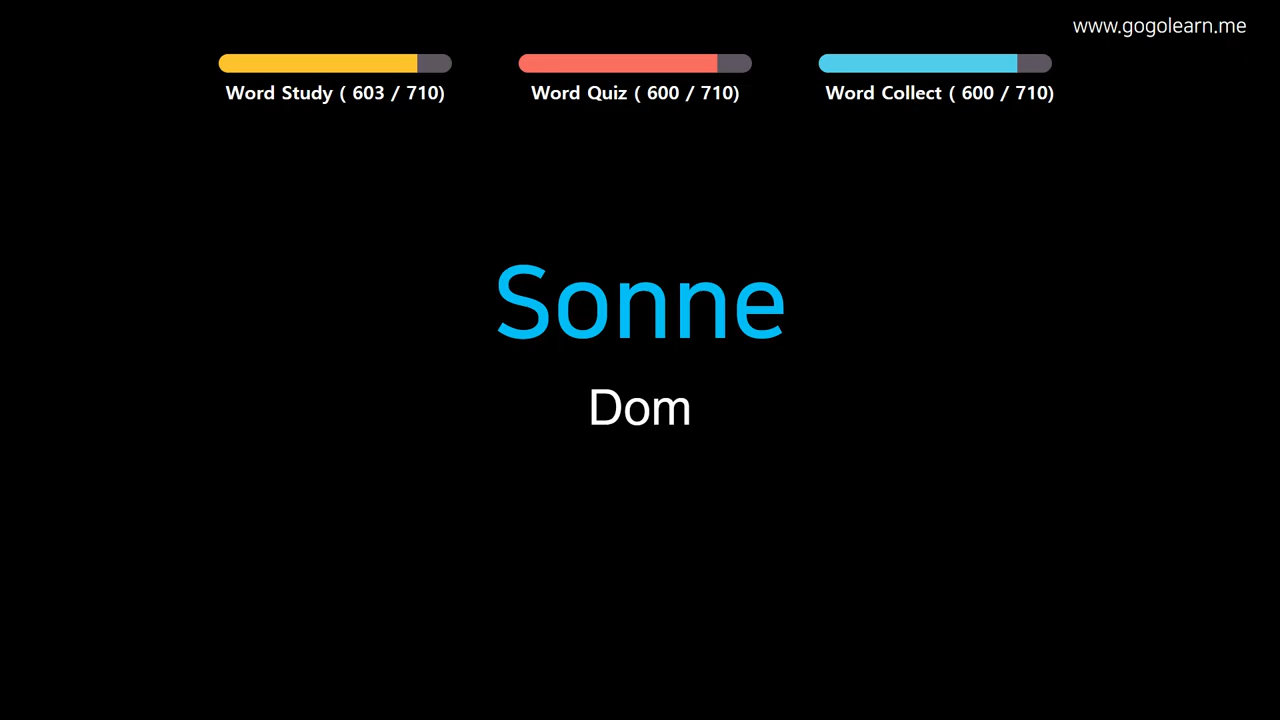 www.gogolearn.me
Word Study ( 603 / 710)
Word Quiz ( 600 / 710)
Word Collect ( 600 / 710)
Sonne
Dom